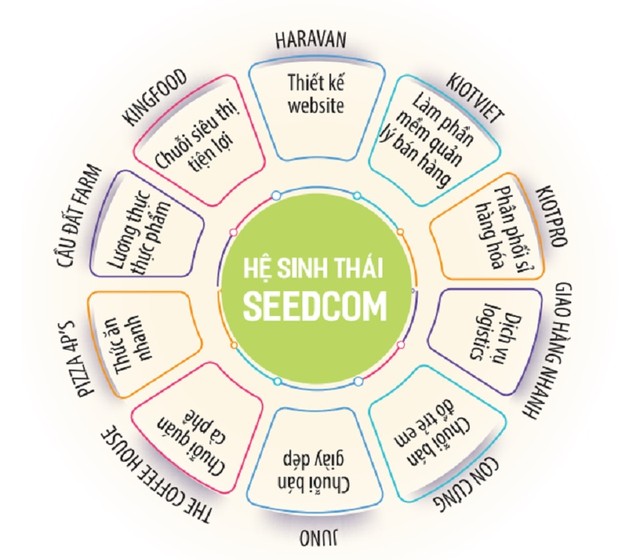 HARAVAN
Thiết kế
website
KIOTVIET
Làm phần
mềm quản
lý bán hàng
KIOTPRO
Phân phối sỉ
hàng hóa
GIAO HÀNG NHANH
Dịch vụ
logistics
CON CƯNG
Chuỗi bán
đồ trẻ em
JUNO
Chuỗi bán
giầy dép
THE COFFEE HOUSE
Chuỗi quán
cà phê
PIZZA 4P'S
Thức ăn
nhanh
CẦU ĐẤT FARM
Lương thực
thực phẩm
KINGFOOD
Chuỗi siêu thị
tiện lợi
HỆ SINH THÁI
SEEDCOM